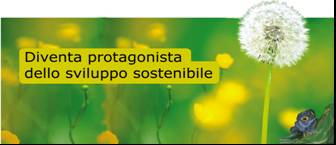 Diventa protagonista
dello sviluppo sostenibile